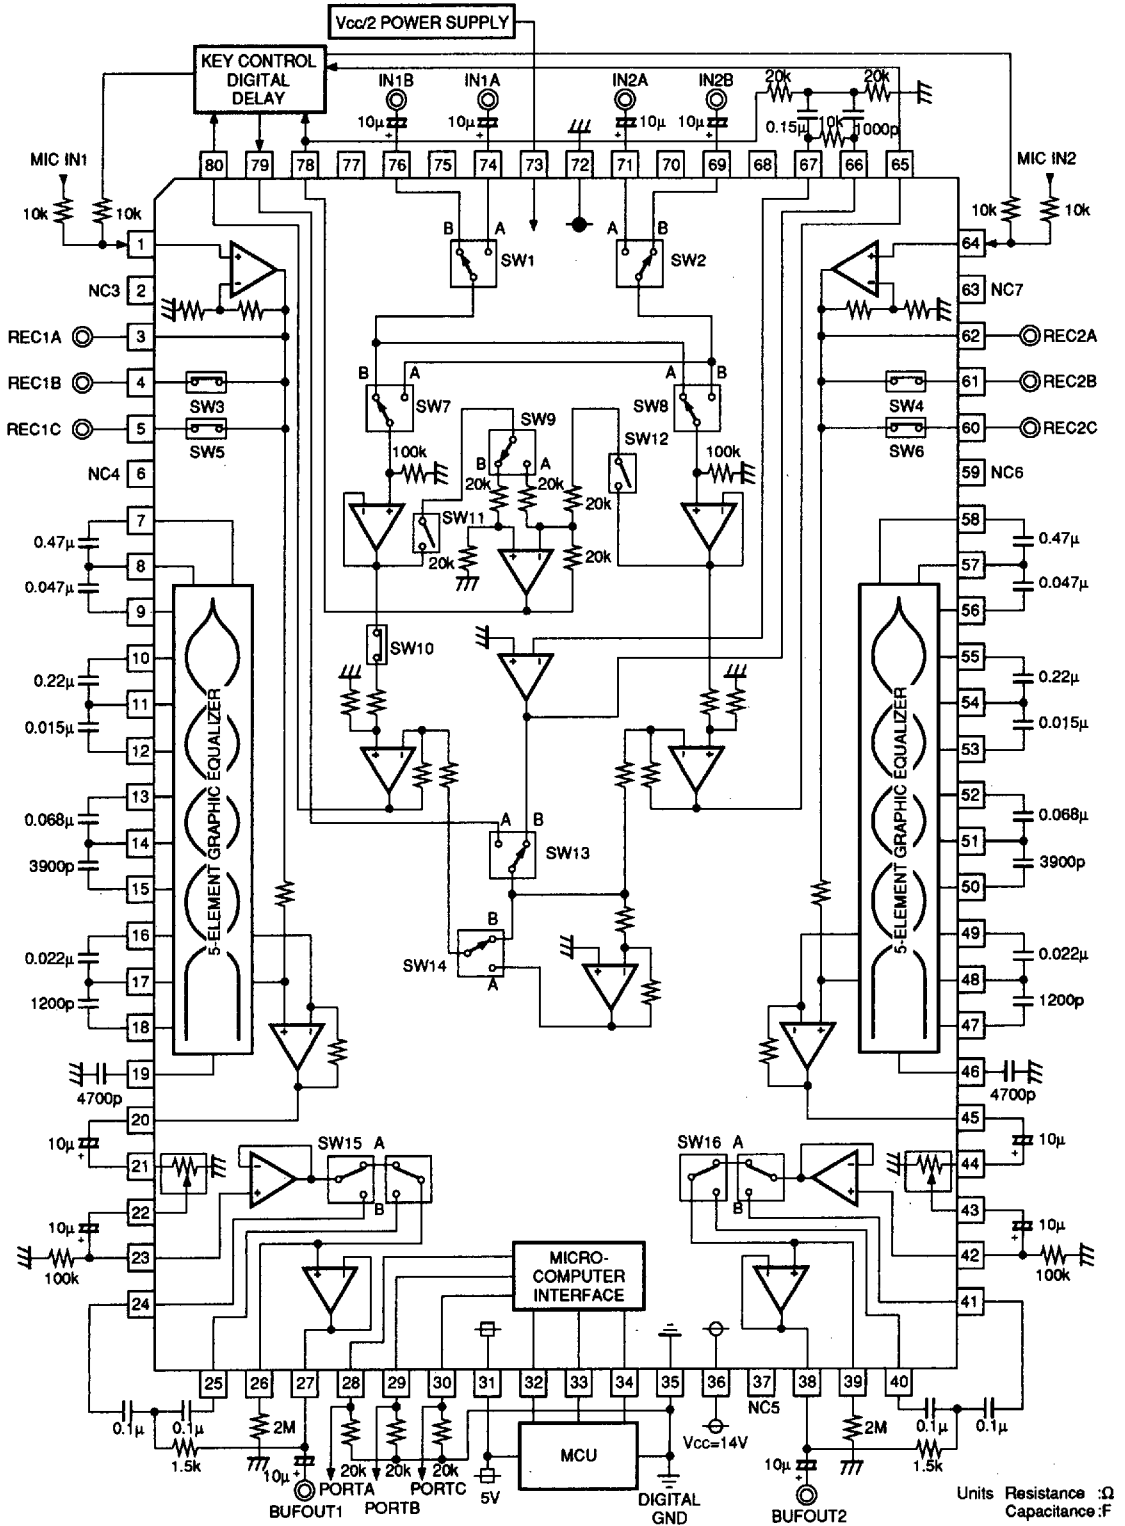 Vcc/2 POWER SUPPLY
KEY CONTROL
DIGITAL
DELAY
IN1B
IN1A
IN2A
IN2B
20k
20k
10μ
+
10μ
+
10μ
+
10μ
+
0.15μ
10k
1000p
MIC IN1
80
79
78
77
76
75
74
73
72
71
70
69
68
67
66
65
MIC IN2
10k
10k
10k
10k
1
B
A
SW1
A
B
SW2
64
NC3
2
63
NC7
REC1A
3
62
REC2A
REC1B
4
SW3
B
A
SW7
A
B
SW8
SW4
61
REC2B
REC1C
5
SW5
SW9
SW12
SW6
60
REC2C
NC4
6
100k
B
A
100k
59
NC6
20k
20k
20k
7
SW11
58
0.47μ
0.47μ
8
20k
20k
57
0.047μ
0.047μ
9
56
10
SW10
55
0.22μ
0.22μ
11
54
0.015μ
0.015μ
12
53
5-ELEMENT GRAPHIC EQUALIZER
5-ELEMENT GRAPHIC EQUALIZER
13
52
0.068μ
A
B
0.068μ
14
SW13
51
3900p
3900p
15
50
16
B
49
0.022μ
SW14
0.022μ
17
A
48
1200p
1200p
18
47
19
46
4700p
4700p
20
45
10μ
+
SW15
A
SW16
A
10μ
+
21
44
22
B
B
43
10μ
+
10μ
+
23
42
100k
100k
24
MICRO-
COMPUTER
INTERFACE
41
25
26
27
28
29
30
31
32
33
34
35
36
37
38
39
40
NC5
0.1μ
0.1μ
2M
Vcc=14V
2M
0.1μ
0.1μ
1.5k
MCU
1.5k
10μ
+
20k
20k
20k
10μ
+
PORTA
PORTB
PORTC
5V
BUFOUT1
DIGITAL
GND
BUFOUT2
Units Resistance :Ω
Capacitance:F